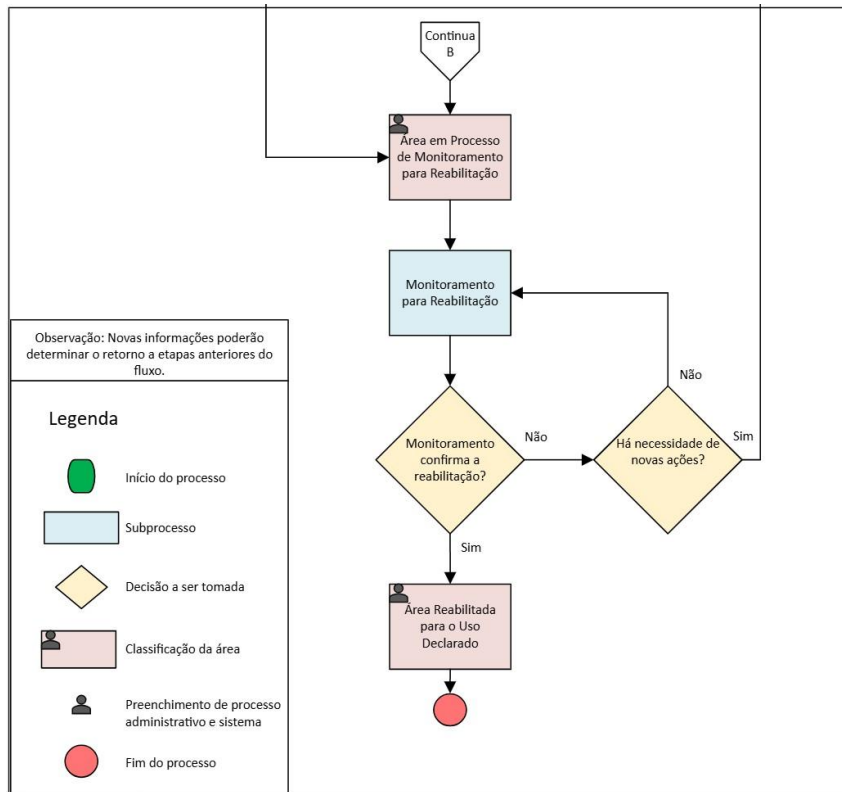 Continua
B
Área em Processo
de Monitoramento
para Reabilitação
Monitoramento
para Reabilitação
Observação: Novas informações poderão
determinar o retorno a etapas anteriores do
fluxo.
Não
Legenda
Monitoramento
confirma a
reabilitação?
Não
Há necessidade de
novas ações?
Sim
Início do processo
Subprocesso
Sim
Decisão a ser tomada
Área Reabilitada
para o Uso
Declarado
Classificação da área
Preenchimento de processo
administrativo e sistema
Fim do processo